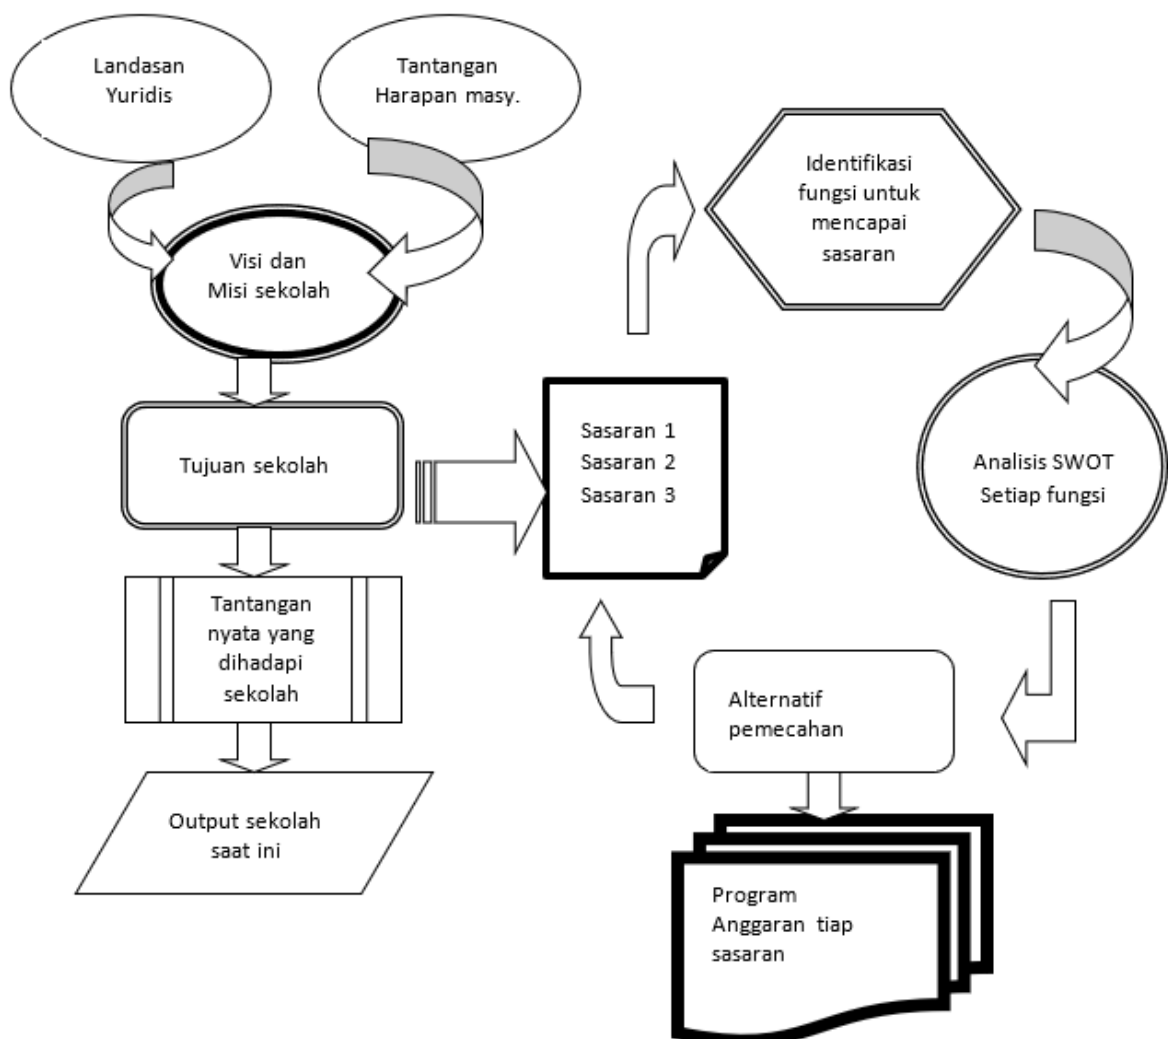 Landasan
Yuridis
Tantangan
Harapan masy.
Visi dan
Misi sekolah
Tujuan sekolah
Tantangan
nyata yang
dihadapi
sekolah
Output sekolah
saat ini
Sasaran 1
Sasaran 2
Sasaran 3
Identifikasi
fungsi untuk
mencapai
sasaran
Analisis SWOT
Setiap fungsi
Alternatif
pemecahan
Program
Anggaran tiap
sasaran